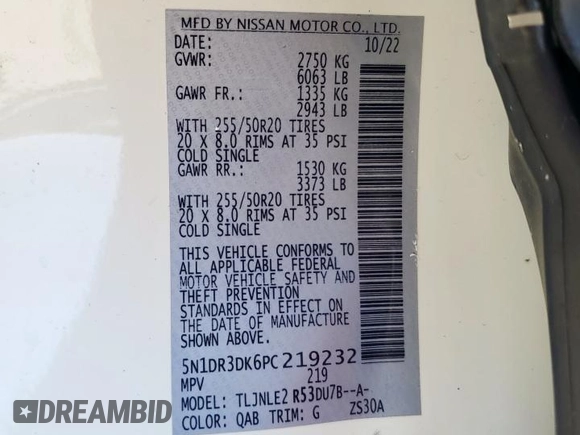 MFD BY NISSAN MOTOR CO., LTD.
DATE: 10/22
GVWR: 2750 KG
6063 LB
GAWR FR.: 1335 KG
2943 LB
WITH 255/50R20 TIRES
20 X 8.0 RIMS AT 35 PSI
COLD SINGLE
GAWR RR.: 1530 KG
3373 LB
WITH 255/50R20 TIRES
20 X 8.0 RIMS AT 35 PSI
COLD SINGLE
THIS VEHICLE CONFORMS TO
ALL APPLICABLE FEDERAL
MOTOR VEHICLE SAFETY AND
THEFT PREVENTION
STANDARDS IN EFFECT ON
THE DATE OF MANUFACTURE
SHOWN ABOVE.
5N1DR3DK6PC219232
MPV 219
MODEL: TLJNLE2 R53DU7B--A-
COLOR: QAB TRIM: G ZS30A
AutoBidCar